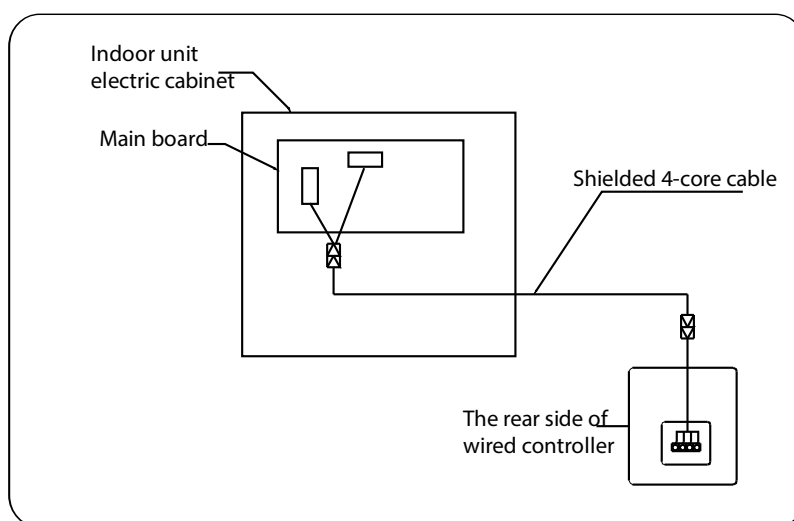 Indoor unit
electric cabinet
Main board
Shielded 4-core cable
The rear side of
wired controller